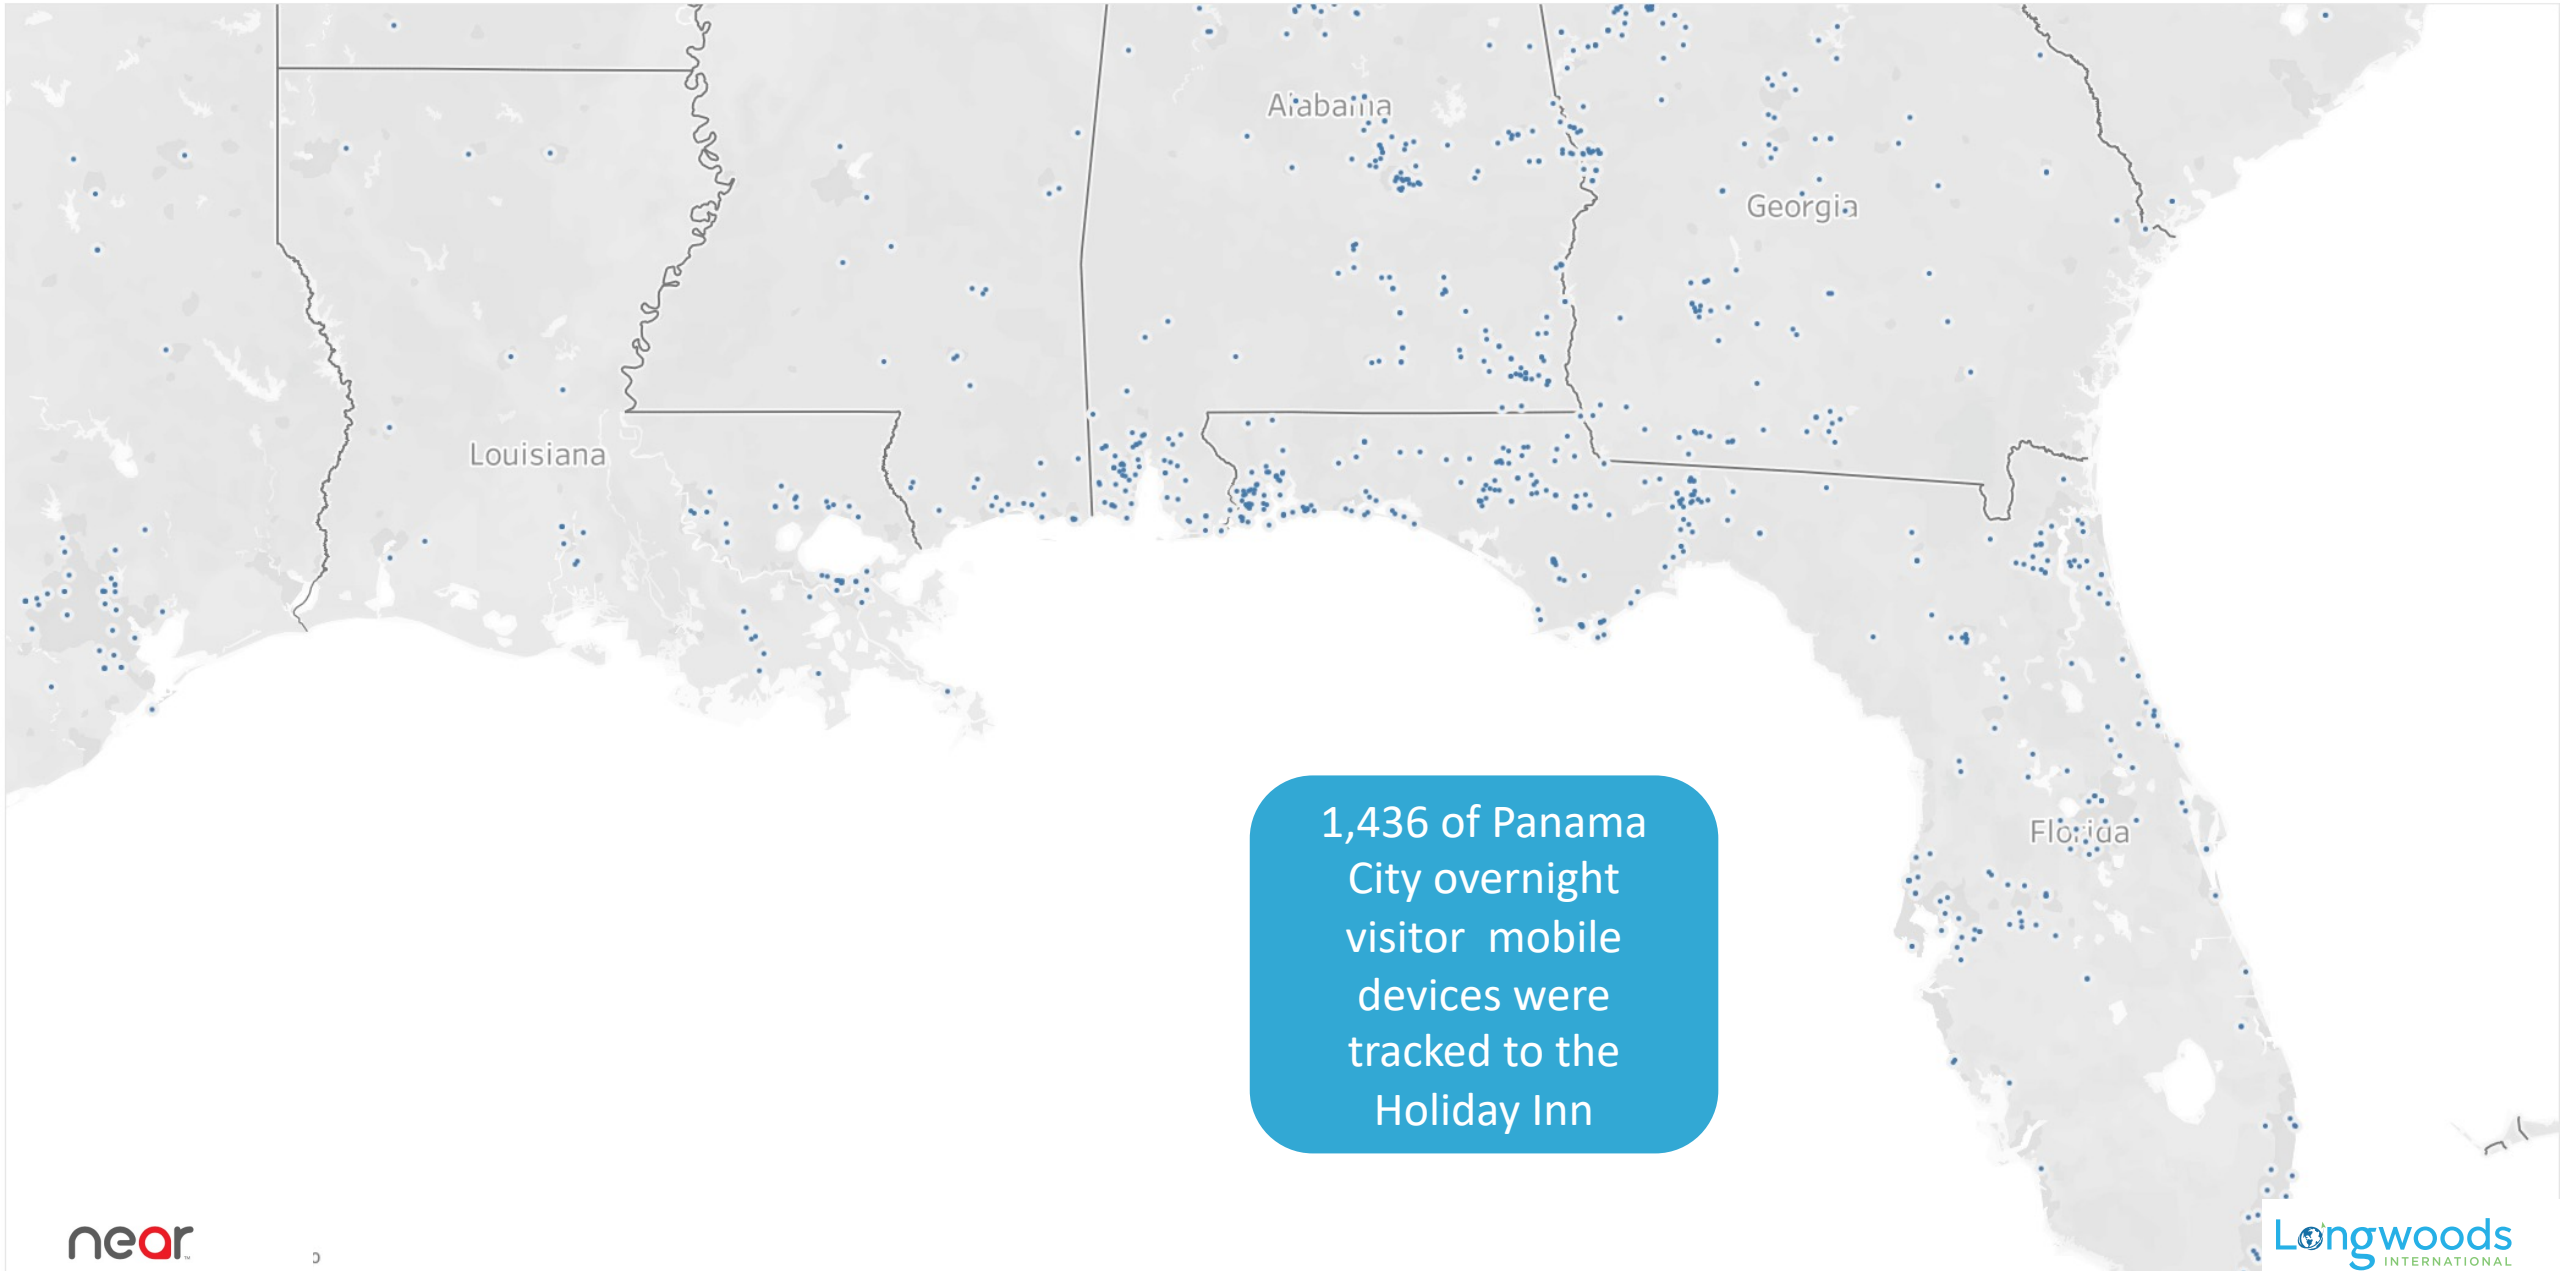 Alabama
Georgia
Louisiana
Florida
1,436 of Panama
City overnight
visitor mobile
devices were
tracked to the
Holiday Inn
near
Longwoods
INTERNATIONAL